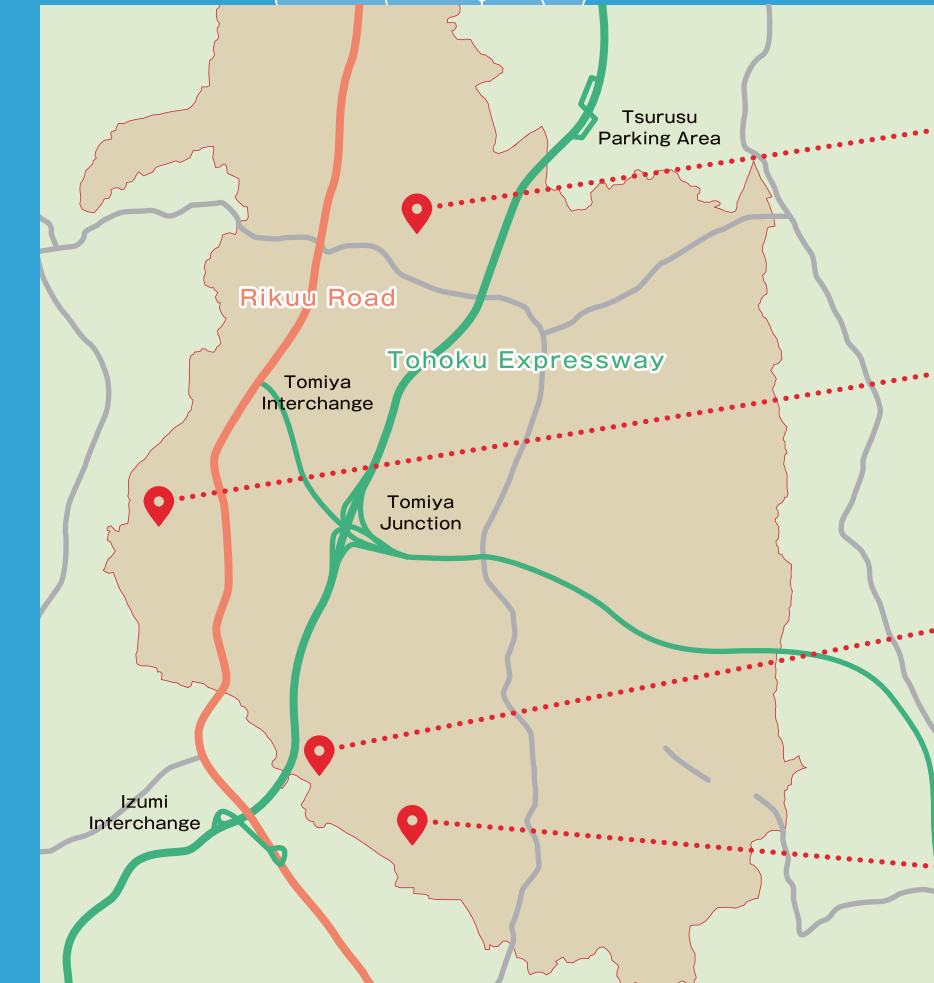 Tsurusu
Parking Area
Rikuu Road
Tohoku Expressway
Tomiya
Interchange
Tomiya
Junction
Izumi
Interchange